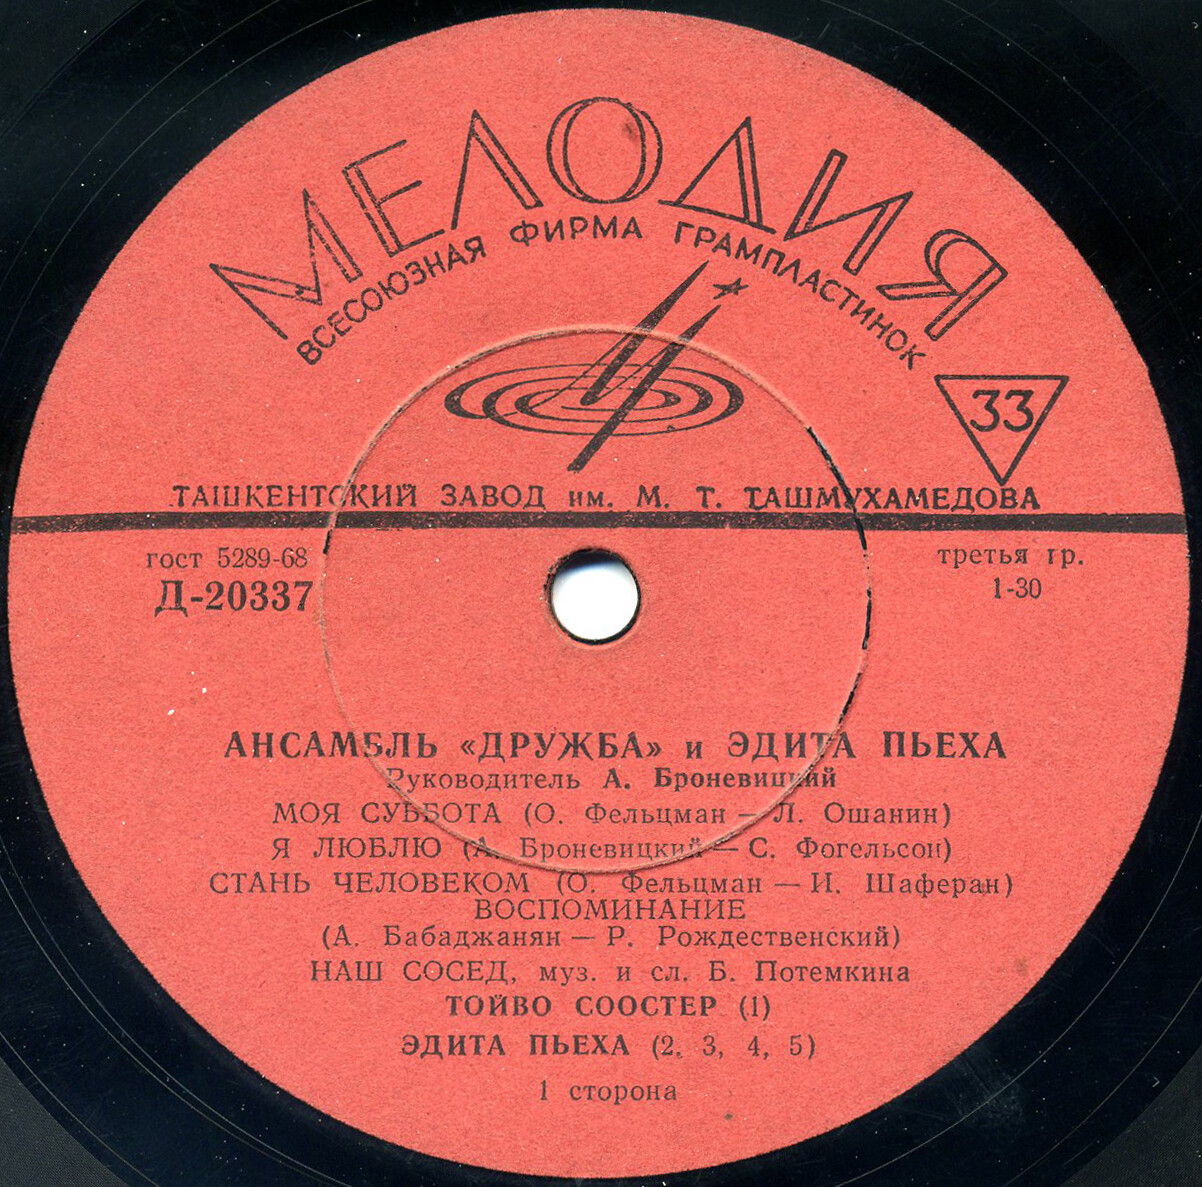 МЕЛОДИЯ
ВСЕСОЮЗНАЯ ФИРМА ГРАМПЛАСТИНОК
33
ТАШКЕНТСКИЙ ЗАВОД им. М. Т. ТАШМУХАМЕДОВА
гост 5289-68
третья гр.
Д-20337
1-30
АНСАМБЛЬ «ДРУЖБА» и ЭДИТА ПЬЕХА
Руководитель А. Броневицкий
МОЯ СУББОТА (О. Фельцман — Л. Ошанин)
Я ЛЮБЛЮ (А. Броневицкий — С. Фогельсон)
СТАНЬ ЧЕЛОВЕКОМ (О. Фельцман — И. Шаферан)
ВОСПОМИНАНИЕ
(А. Бабаджанян — Р. Рождественский)
НАШ СОСЕД, муз. и сл. Б. Потемкина
ТОЙВО СООСТЕР (1)
ЭДИТА ПЬЕХА (2, 3, 4, 5)
1 сторона